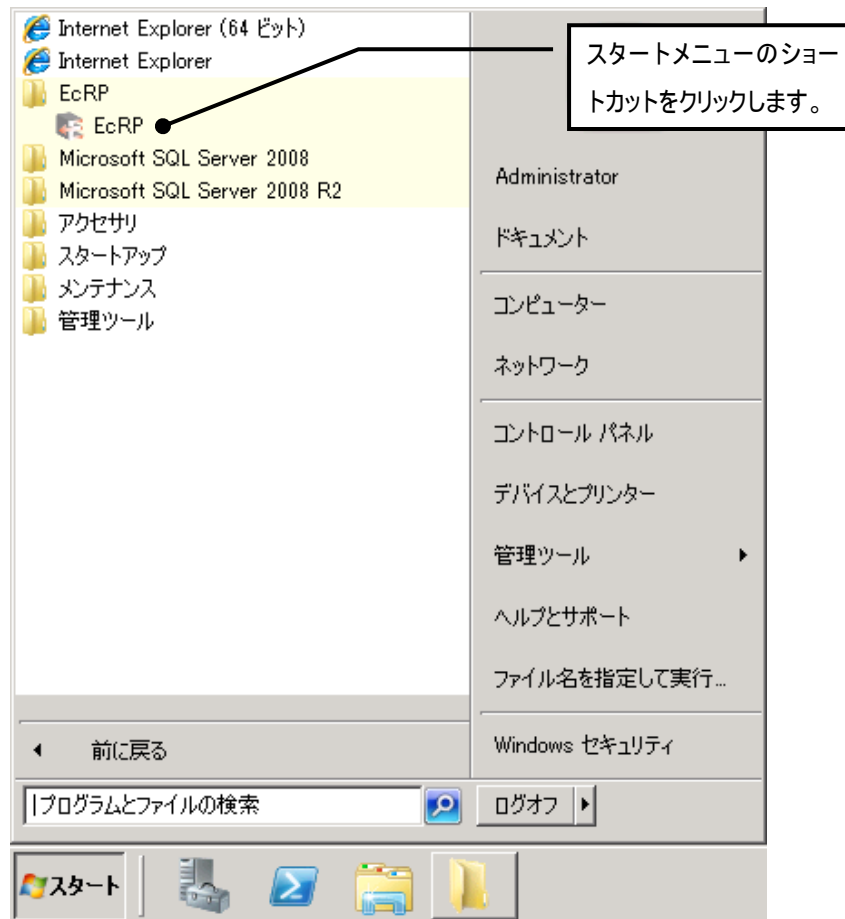 Internet Explorer (64 ビット)
Internet Explorer
EcRP
EcRP
Microsoft SQL Server 2008
Microsoft SQL Server 2008 R2
アクセサリ
スタートアップ
メンテナンス
管理ツール
前に戻る
プログラムとファイルの検索
スタートメニューのショー
トカットをクリックします。
Administrator
ドキュメント
コンピューター
ネットワーク
コントロール パネル
デバイスとプリンター
管理ツール
ヘルプとサポート
ファイル名を指定して実行...
Windows セキュリティ
ログオフ
スタート